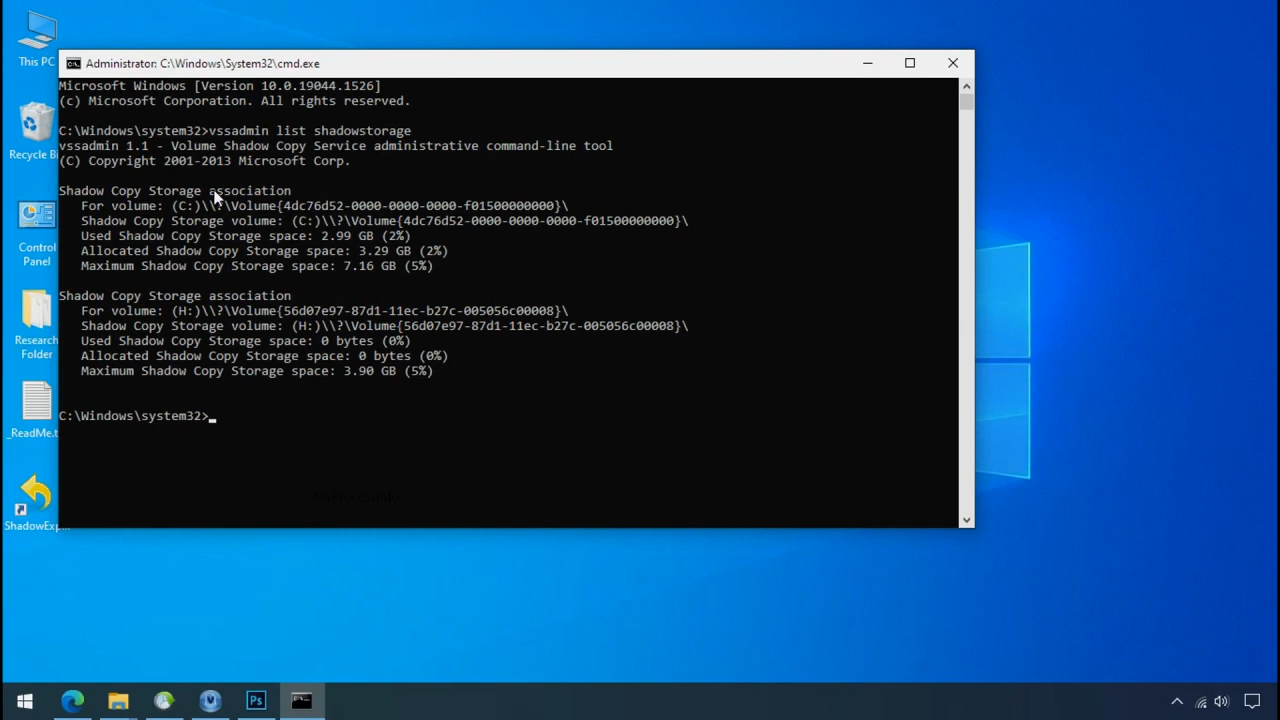 This PC
Recycle Bi
Control
Panel
Research
Folder
_ReadMe.t
ShadowExp...
Administrator: C:\Windows\System32\cmd.exe
Microsoft Windows [Version 10.0.19044.1526]
(c) Microsoft Corporation. All rights reserved.
C:\Windows\system32>vssadmin list shadowstorage
vssadmin 1.1 - Volume Shadow Copy Service administrative command-line tool
(C) Copyright 2001-2013 Microsoft Corp.
Shadow Copy Storage association
For volume: (C:)\\?\Volume{4dc76d52-0000-0000-0000-f01500000000}\
Shadow Copy Storage volume: (C:)\\?\Volume{4dc76d52-0000-0000-0000-f01500000000}\
Used Shadow Copy Storage space: 2.99 GB (2%)
Allocated Shadow Copy Storage space: 3.29 GB (2%)
Maximum Shadow Copy Storage space: 7.16 GB (5%)
Shadow Copy Storage association
For volume: (H:)\\?\Volume{56d07e97-87d1-11ec-b27c-005056c00008}\
Shadow Copy Storage volume: (H:)\\?\Volume{56d07e97-87d1-11ec-b27c-005056c00008}\
Used Shadow Copy Storage space: 0 bytes (0%)
Allocated Shadow Copy Storage space: 0 bytes (0%)
Maximum Shadow Copy Storage space: 3.90 GB (5%)
C:\Windows\system32>_
Ps